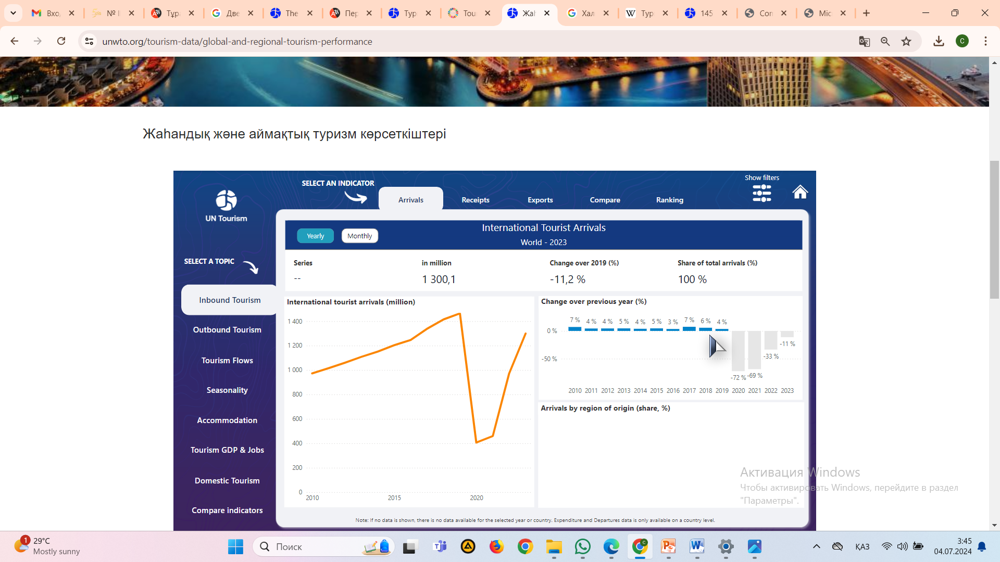 Вхо
№ I
Тұр
Две
The
Пер
Тур
Tour
Жаһ
Хал
Тур
145
Con
Mic
unwto.org/tourism-data/global-and-regional-tourism-performance
C
Жаһандық және аймақтық туризм көрсеткіштері
UN Tourism
SELECT AN INDICATOR
Arrivals
Receipts
Exports
Compare
Ranking
Show filters
SELECT A TOPIC
Inbound Tourism
Outbound Tourism
Tourism Flows
Seasonality
Accommodation
Tourism GDP & Jobs
Domestic Tourism
Compare indicators
Yearly
Monthly
International Tourist Arrivals
World - 2023
Series
in million
Change over 2019 (%)
Share of total arrivals (%)
--
1 300,1
-11,2 %
100 %
International tourist arrivals (million)
1 400
1 200
1 000
800
600
400
200
0
2010 2015 2020
Change over previous year (%)
7 % 4 % 4 % 5 % 4 % 5 % 3 % 7 % 6 % 4 %
0 %
-50 %
-72 % -69 % -33 % -11 %
2010 2011 2012 2013 2014 2015 2016 2017 2018 2019 2020 2021 2022 2023
Arrivals by region of origin (share, %)
Note: If no data is shown, there is no data available for the selected year or country. Expenditure and Departures data is only available on a country level.
Активация Windows
Чтобы активировать Windows, перейдите в раздел
"Параметры".
1
29°C
Mostly sunny
Поиск
C
ҚАЗ
3:45
04.07.2024